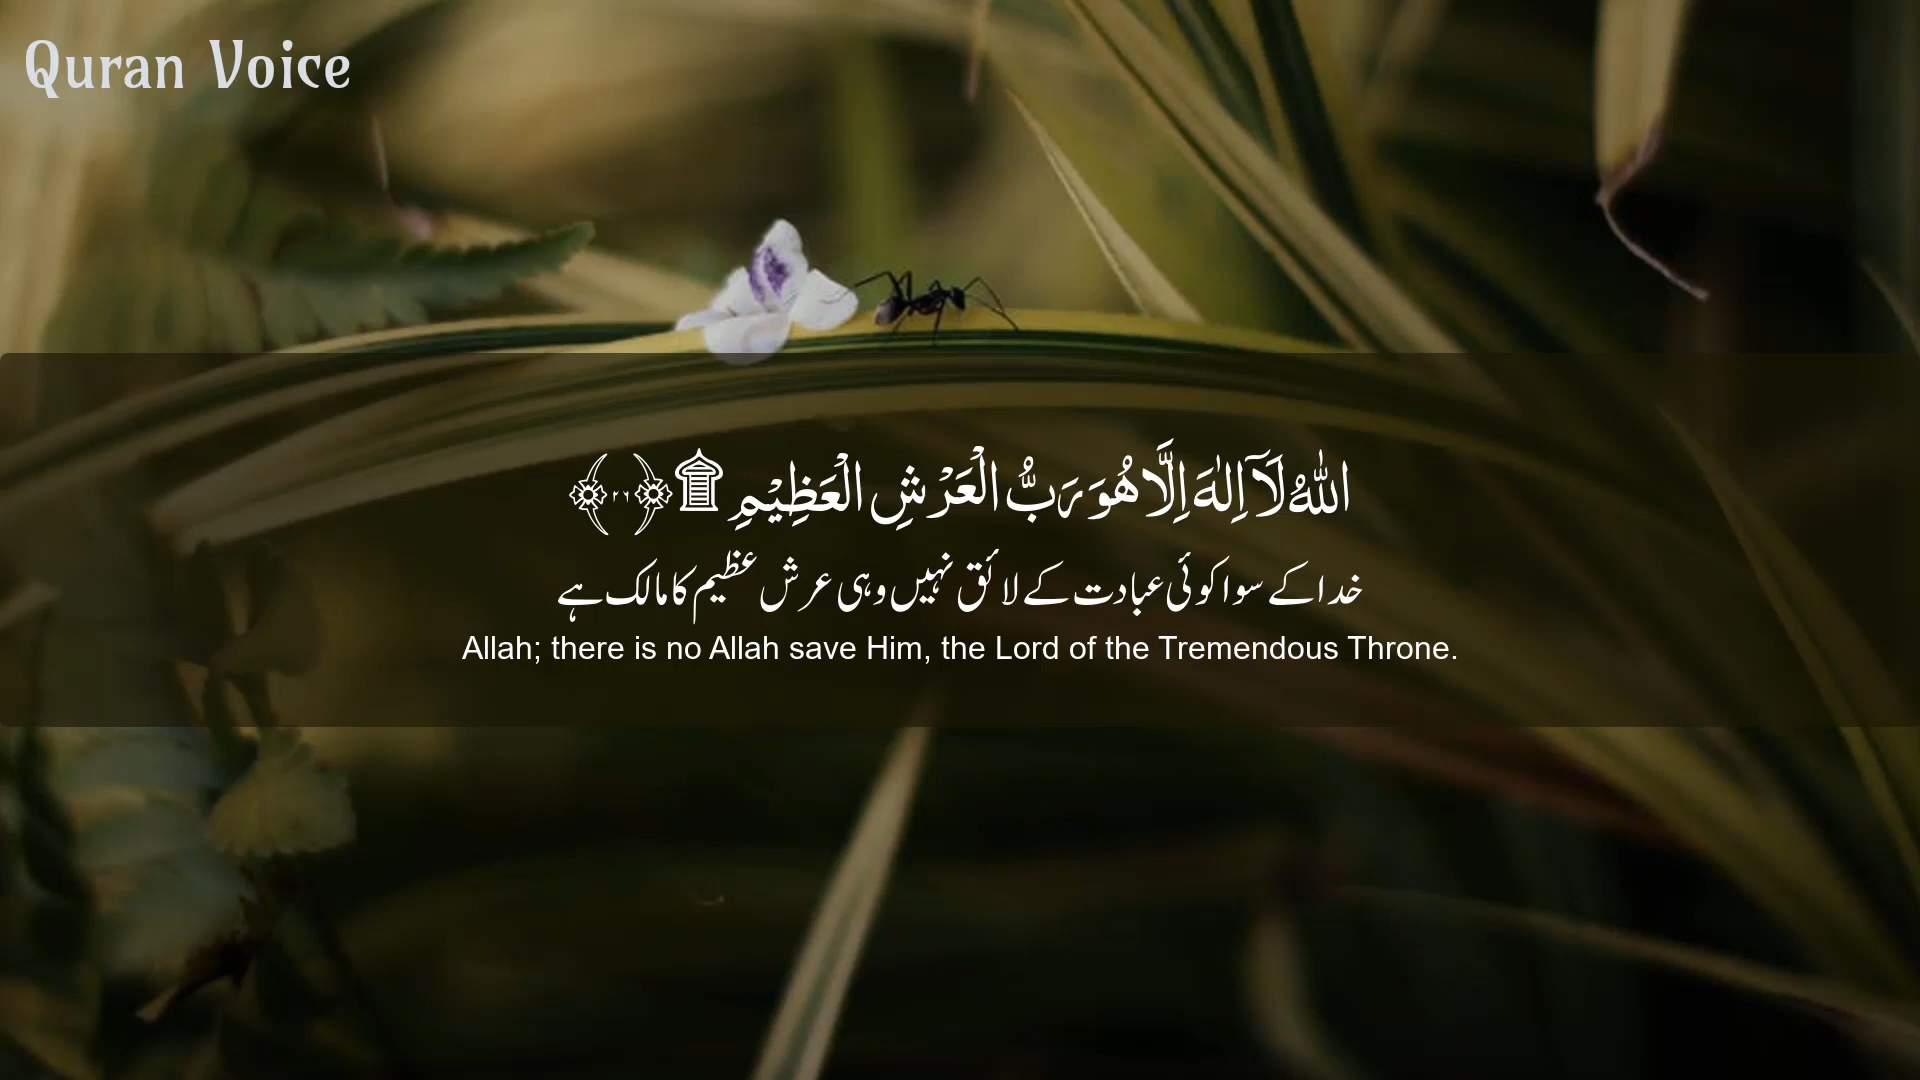 Quran Voice
اَللّٰهُ لَاۤ اِلٰهَ اِلَّا هُوَ رَبُّ الْعَرْشِ الْعَظِیْمِ۩﴿۲۶﴾
خدا کے سوا کوئی عبادت کے لائق نہیں وہی عرش عظیم کا مالک ہے
Allah; there is no Allah save Him, the Lord of the Tremendous Throne.